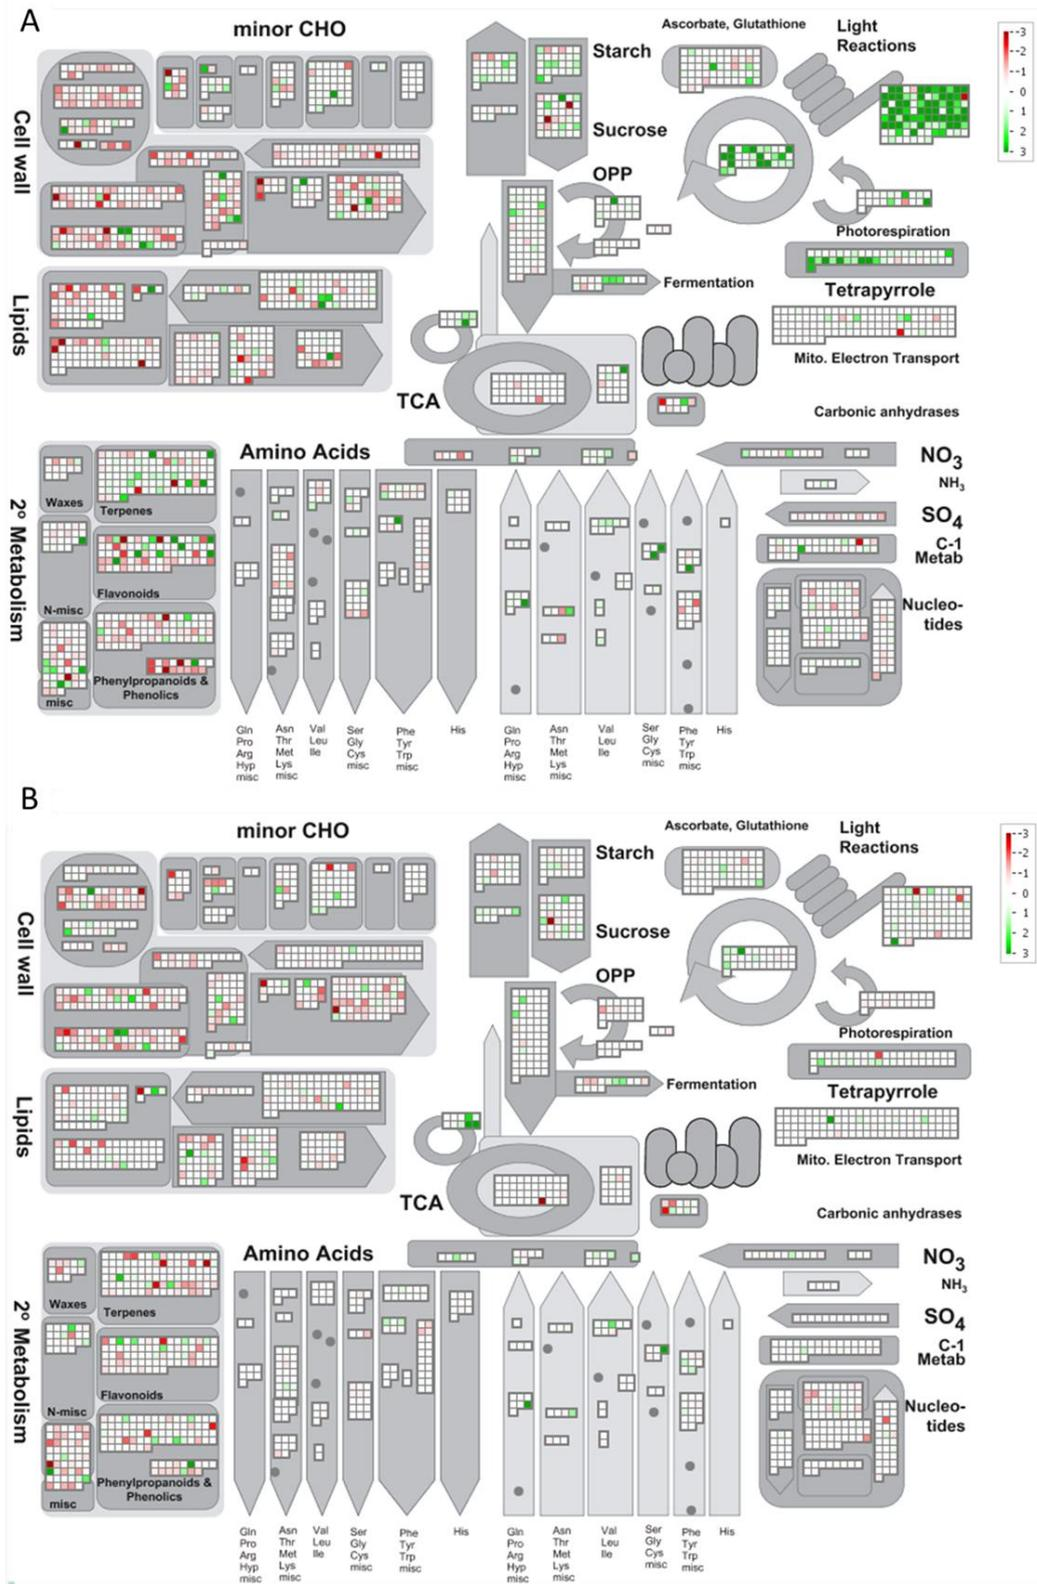 A
minor CHO
Ascorbate, Glutathione
Light
Reactions
Starch
Sucrose
Cell wall
OPP
Photorespiration
Tetrapyrrole
Fermentation
Lipids
Mito. Electron Transport
TCA
Carbonic anhydrases
-3
-2
-1
0
1
2
3
Amino Acids
NO3
NH3
SO4
C-1
Metab
Nucleo-
tides
2° Metabolism
Waxes
Terpenes
N-misc
Flavonoids
misc
Phenylpropanoids &
Phenolics
Gln
Pro
Arg
Hyp
misc
Asn
Thr
Met
Lys
misc
Val
Leu
Ile
Ser
Gly
Cys
misc
Phe
Tyr
Trp
misc
His
Gln
Pro
Arg
Hyp
misc
Asn
Thr
Met
Lys
misc
Val
Leu
Ile
Ser
Gly
Cys
misc
Phe
Tyr
Trp
misc
His
B
minor CHO
Ascorbate, Glutathione
Light
Reactions
Starch
Sucrose
Cell wall
OPP
Photorespiration
Tetrapyrrole
Fermentation
Lipids
Mito. Electron Transport
TCA
Carbonic anhydrases
-3
-2
-1
0
1
2
3
Amino Acids
NO3
NH3
SO4
C-1
Metab
Nucleo-
tides
2° Metabolism
Waxes
Terpenes
N-misc
Flavonoids
misc
Phenylpropanoids &
Phenolics
Gln
Pro
Arg
Hyp
misc
Asn
Thr
Met
Lys
misc
Val
Leu
Ile
Ser
Gly
Cys
misc
Phe
Tyr
Trp
misc
His
Gln
Pro
Arg
Hyp
misc
Asn
Thr
Met
Lys
misc
Val
Leu
Ile
Ser
Gly
Cys
misc
Phe
Tyr
Trp
misc
His